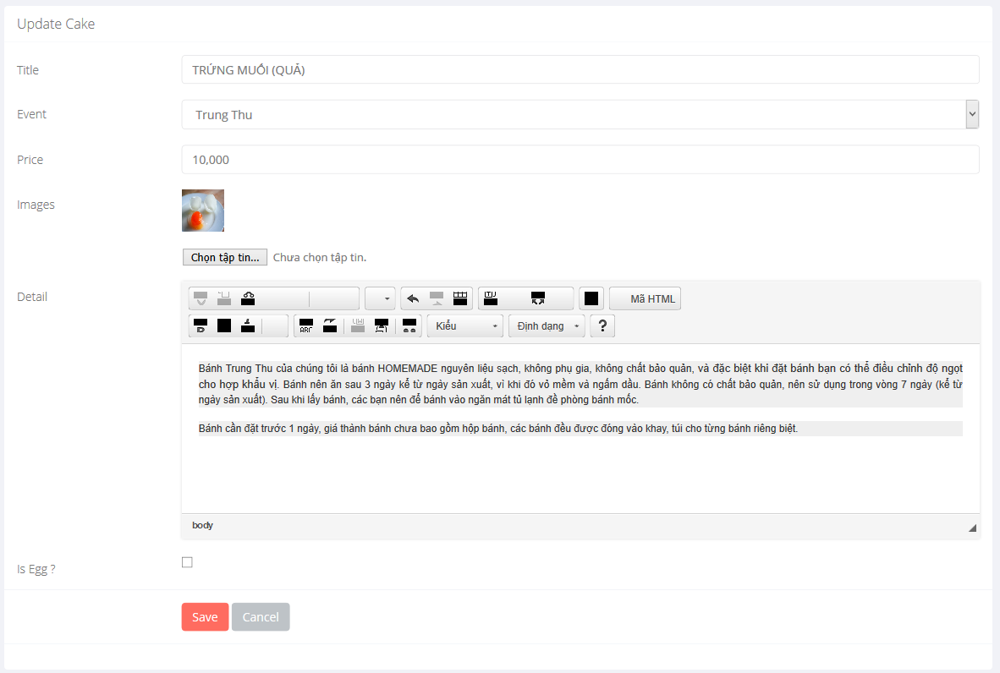 Update Cake
Title
TRỨNG MUỐI (QUẢ)
Event
Trung Thu
Price
10,000
Images
Chọn tập tin... Chưa chọn tập tin.
Detail
Mã HTML
Kiểu Định dạng ?
Bánh Trung Thu của chúng tôi là bánh HOMEMADE nguyên liệu sạch, không phụ gia, không chất bảo quản, và đặc biệt khi đặt bánh bạn có thể điều chỉnh độ ngọt
cho hợp khẩu vị. Bánh nên ăn sau 3 ngày kể từ ngày sản xuất, vì khi đó vỏ mềm và ngấm dầu. Bánh không có chất bảo quản, nên sử dụng trong vòng 7 ngày (kể từ
ngày sản xuất). Sau khi lấy bánh, các bạn nên để bánh vào ngăn mát tủ lạnh đề phòng bánh mốc.
Bánh cần đặt trước 1 ngày, giá thành bánh chưa bao gồm hộp bánh, các bánh đều được đóng vào khay, túi cho từng bánh riêng biệt.
body
Is Egg ?
Save Cancel